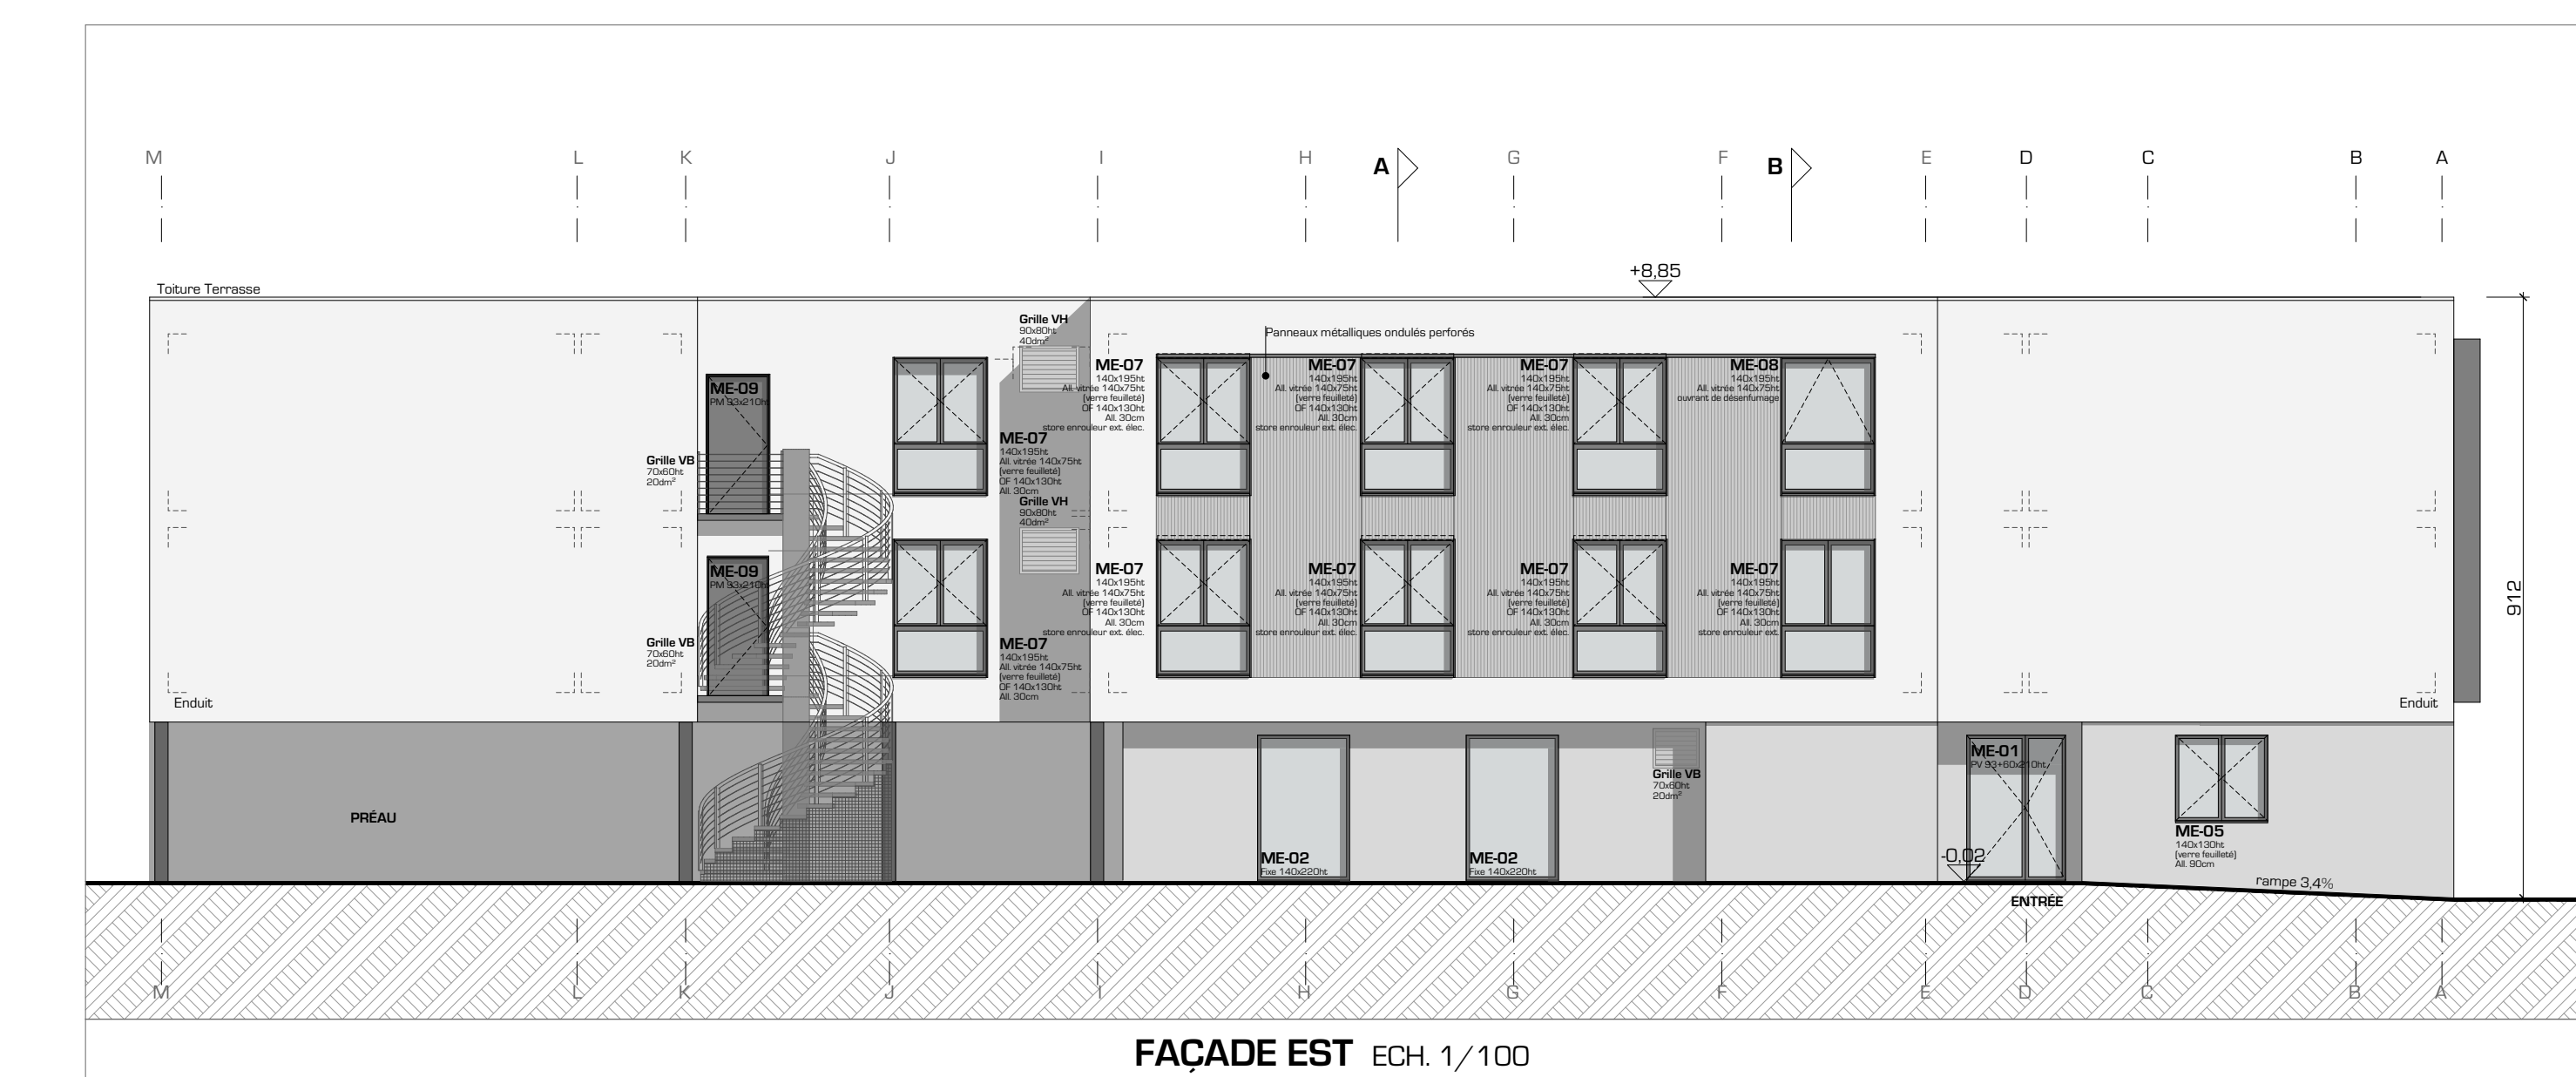 M L K J I H A G F B E D C B A
+8,85
Toiture Terrasse
Grille VH
90x80ht
40dm²
Panneaux métalliques ondulés perforés
ME-09
PM 93x210ht
ME-07
140x195ht
All. vitrée 140x75ht
(verre feuilleté)
OF 140x130ht
All. 30cm
store enrouleur ext. élec.
ME-07
140x195ht
All. vitrée 140x75ht
(verre feuilleté)
OF 140x130ht
All. 30cm
store enrouleur ext. élec.
ME-07
140x195ht
All. vitrée 140x75ht
(verre feuilleté)
OF 140x130ht
All. 30cm
store enrouleur ext. élec.
ME-08
140x195ht
All. vitrée 140x75ht
ouvrant de désenfumage
ME-07
140x195ht
All. vitrée 140x75ht
(verre feuilleté)
OF 140x130ht
All. 30cm
Grille VB
70x60ht
20dm²
Grille VH
90x80ht
40dm²
ME-09
PM 93x210ht
ME-07
140x195ht
All. vitrée 140x75ht
(verre feuilleté)
OF 140x130ht
All. 30cm
store enrouleur ext. élec.
ME-07
140x195ht
All. vitrée 140x75ht
(verre feuilleté)
OF 140x130ht
All. 30cm
store enrouleur ext. élec.
ME-07
140x195ht
All. vitrée 140x75ht
(verre feuilleté)
OF 140x130ht
All. 30cm
store enrouleur ext. élec.
ME-07
140x195ht
All. vitrée 140x75ht
(verre feuilleté)
OF 140x130ht
All. 30cm
store enrouleur ext.
912
Grille VB
70x60ht
20dm²
ME-07
140x195ht
All. vitrée 140x75ht
(verre feuilleté)
OF 140x130ht
All. 30cm
Enduit
Enduit
PRÉAU
ME-02
Fixe 140x220ht
ME-02
Fixe 140x220ht
Grille VB
70x60ht
20dm²
ME-01
PV 93+60x210ht
-0,02
ME-05
140x130ht
(verre feuilleté)
All. 90cm
rampe 3,4%
ENTRÉE
M L K J I H G F E D C B A
FAÇADE EST ECH. 1/100